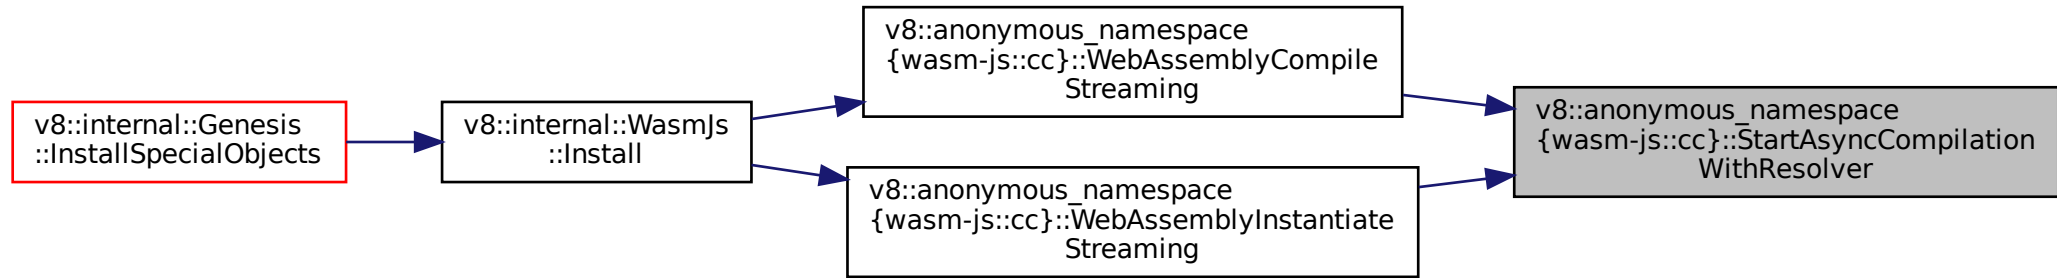 v8::internal::Genesis
::InstallSpecialObjects
v8::internal::WasmJs
::Install
v8::anonymous_namespace
{wasm-js::cc}::WebAssemblyCompile
Streaming
v8::anonymous_namespace
{wasm-js::cc}::WebAssemblyInstantiate
Streaming
v8::anonymous_namespace
{wasm-js::cc}::StartAsyncCompilation
WithResolver